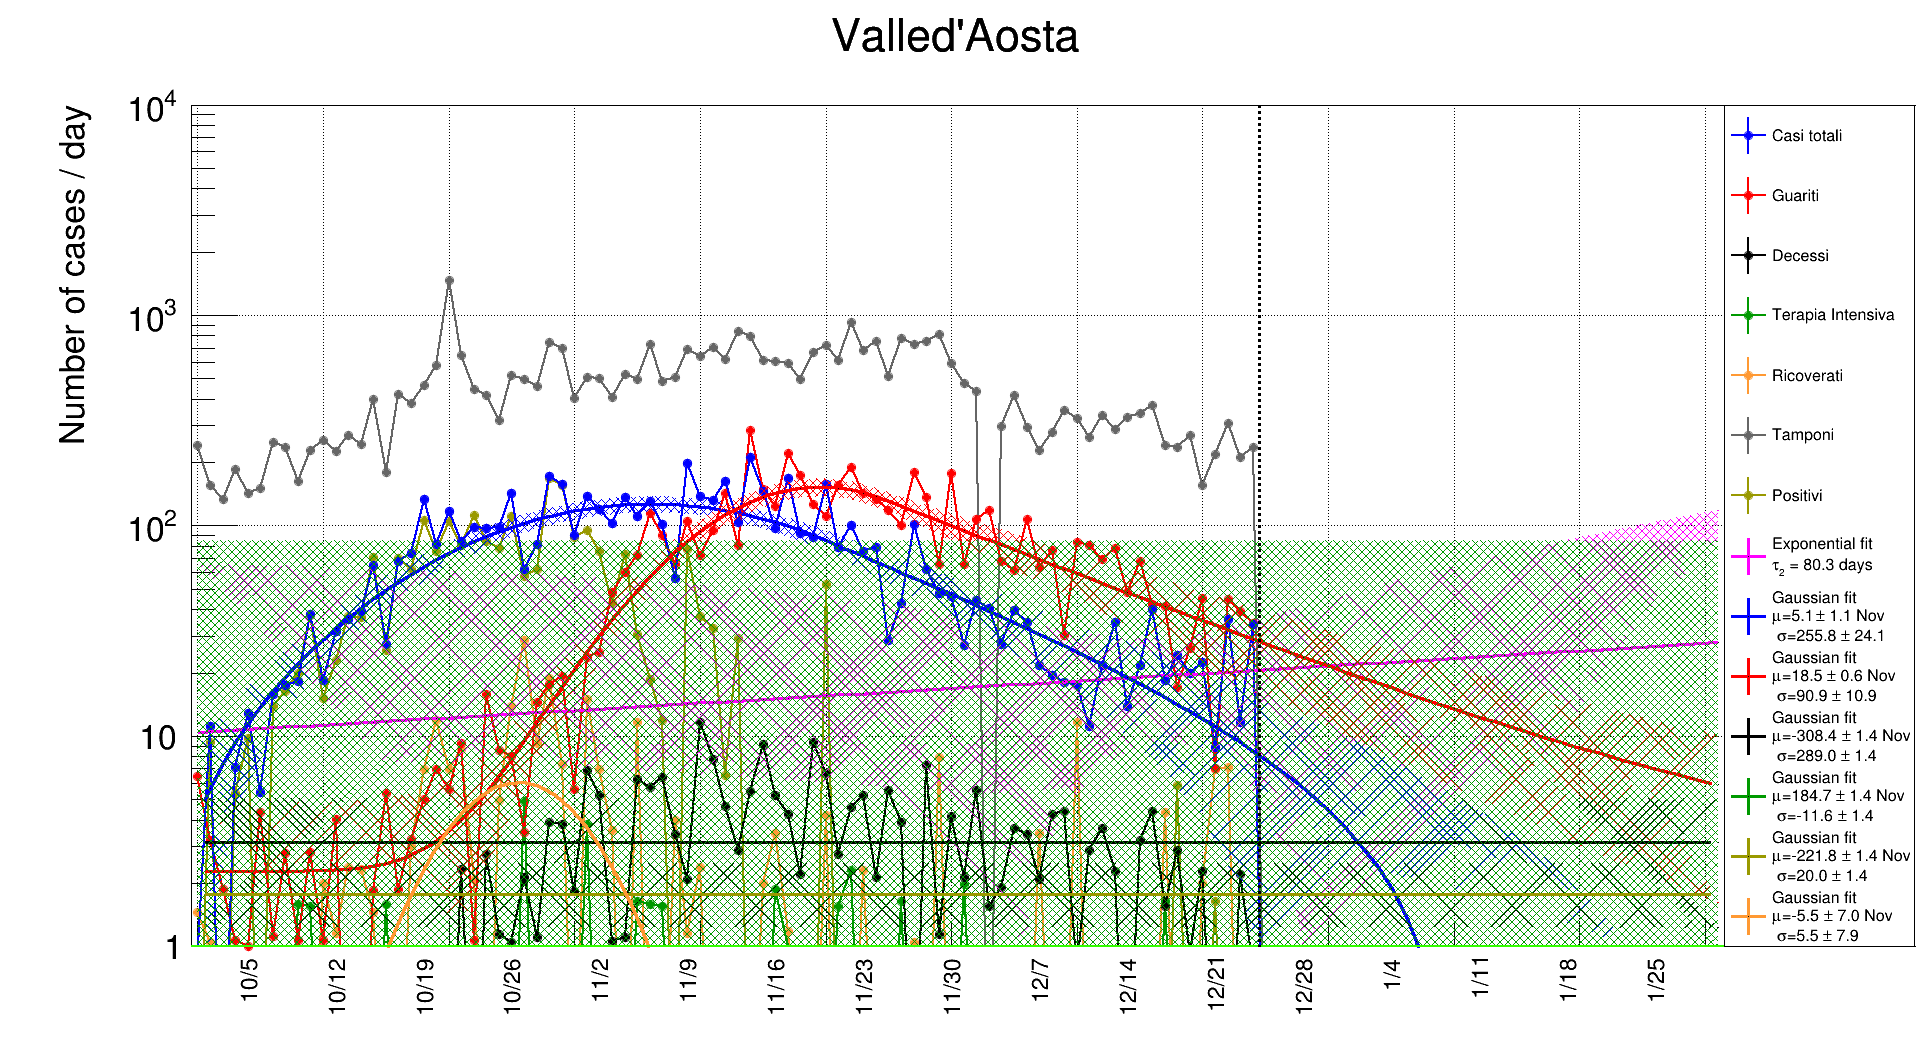 Valled'Aosta
Number of cases / day
10⁴
10³
10²
10
1
10/5
10/12
10/19
10/26
11/2
11/9
11/16
11/23
11/30
12/7
12/14
12/21
12/28
1/4
1/11
1/18
1/25
Casi totali
Guariti
Decessi
Terapia Intensiva
Ricoverati
Tamponi
Positivi
Exponential fit
τ₂ = 80.3 days
Gaussian fit
μ=5.1 ± 1.1 Nov
σ=255.8 ± 24.1
Gaussian fit
μ=18.5 ± 0.6 Nov
σ=90.9 ± 10.9
Gaussian fit
μ=-308.4 ± 1.4 Nov
σ=289.0 ± 1.4
Gaussian fit
μ=184.7 ± 1.4 Nov
σ=-11.6 ± 1.4
Gaussian fit
μ=-221.8 ± 1.4 Nov
σ=20.0 ± 1.4
Gaussian fit
μ=-5.5 ± 7.0 Nov
σ=5.5 ± 7.9